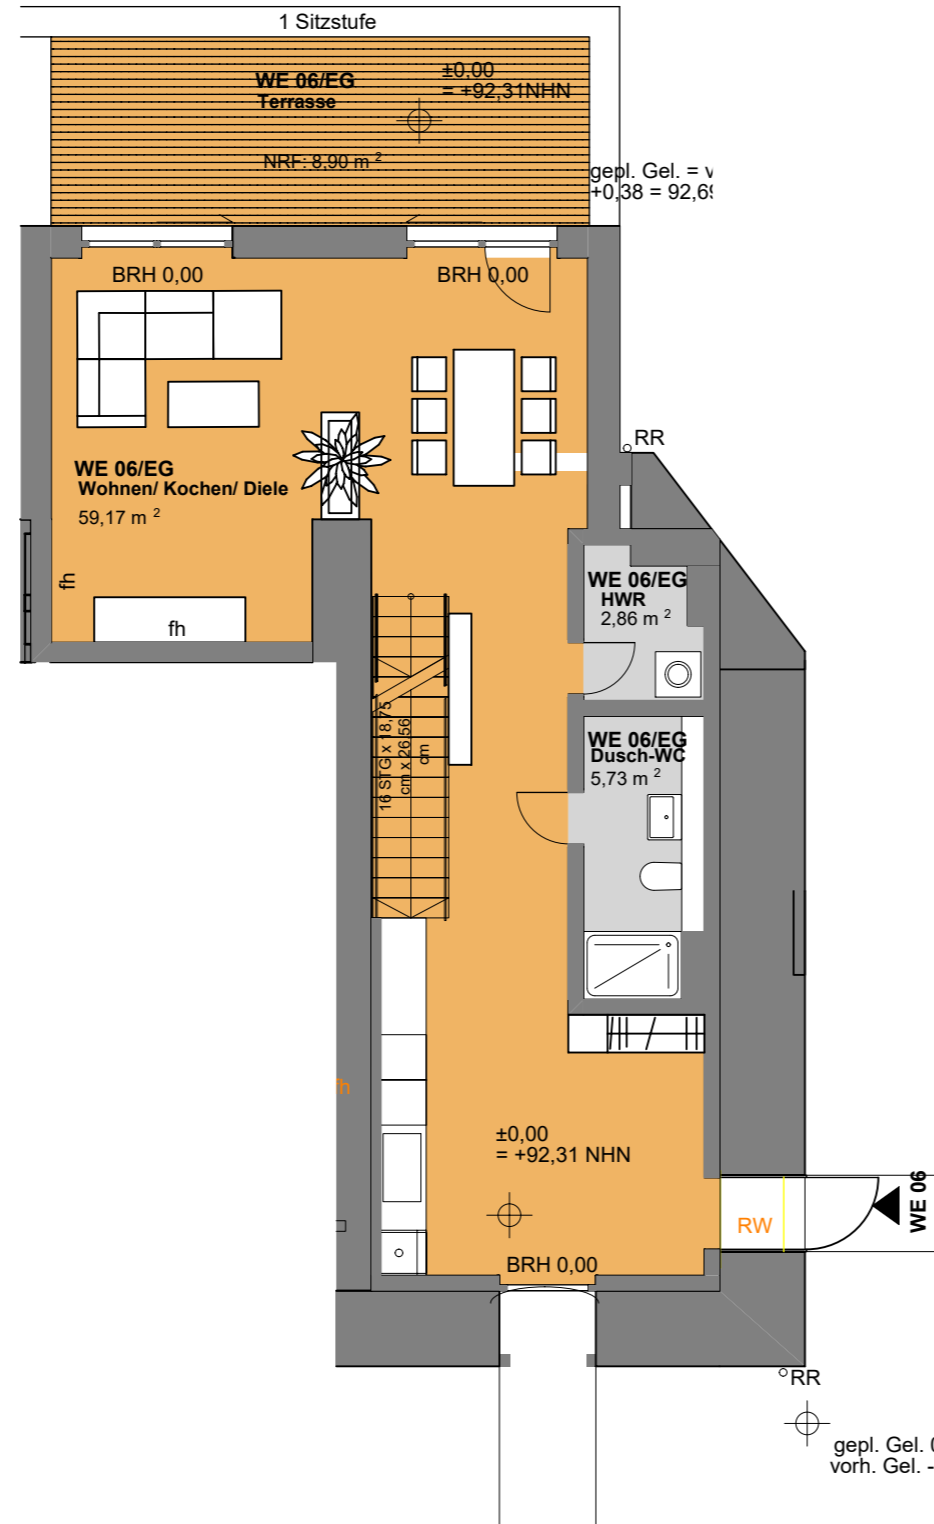 1 Sitzstufe
WE 06/EG
Terrasse
±0,00
= +92,31NHN
NRF: 8,90 m ²
gepl. Gel. =
+0,38 = 92,69
BRH 0,00
BRH 0,00
RR
WE 06/EG
Wohnen/ Kochen/ Diele
59,17 m ²
fh
fh
WE 06/EG
HWR
2,86 m ²
16 STG x 18,75
cm x 26,56
cm
WE 06/EG
Dusch-WC
5,73 m ²
fh
±0,00
= +92,31 NHN
WE 06
RW
BRH 0,00
RR
gepl. Gel.
vorh. Gel. -